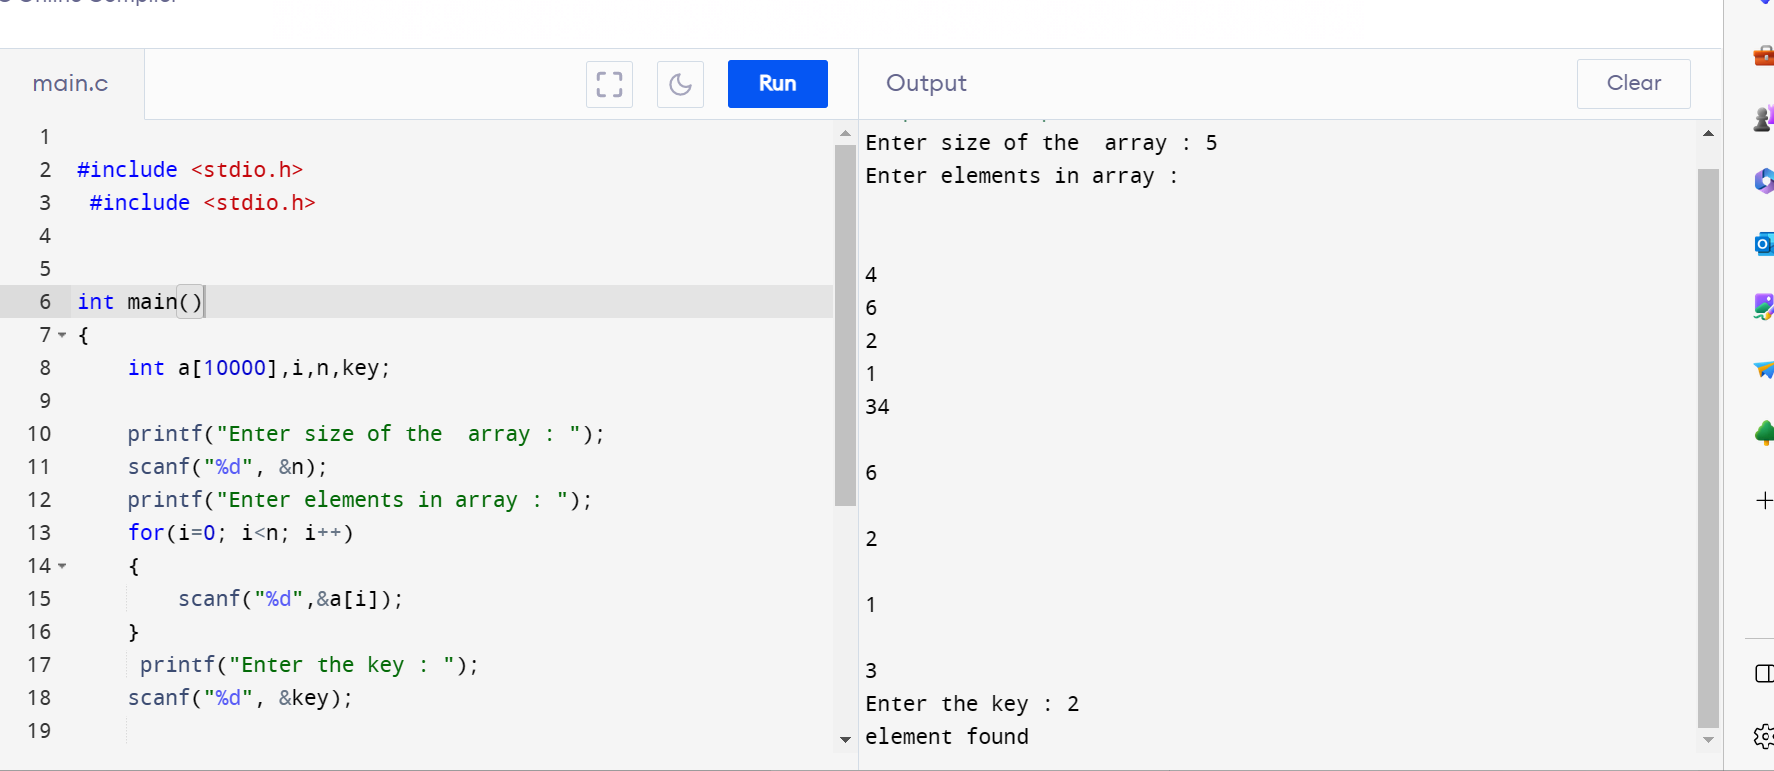 C Online Compiler
main.c
Run
Output
Clear
1
2 #include <stdio.h>
3 #include <stdio.h>
4
5
6 int main()
7 {
8 int a[10000],i,n,key;
9
10 printf("Enter size of the  array : ");
11 scanf("%d", &n);
12 printf("Enter elements in array : ");
13 for(i=0; i<n; i++)
14 {
15 scanf("%d",&a[i]);
16 }
17 printf("Enter the key : ");
18 scanf("%d", &key);
19
Enter size of the  array : 5
Enter elements in array :
4
6
2
1
34
6
2
1
3
Enter the key : 2
element found